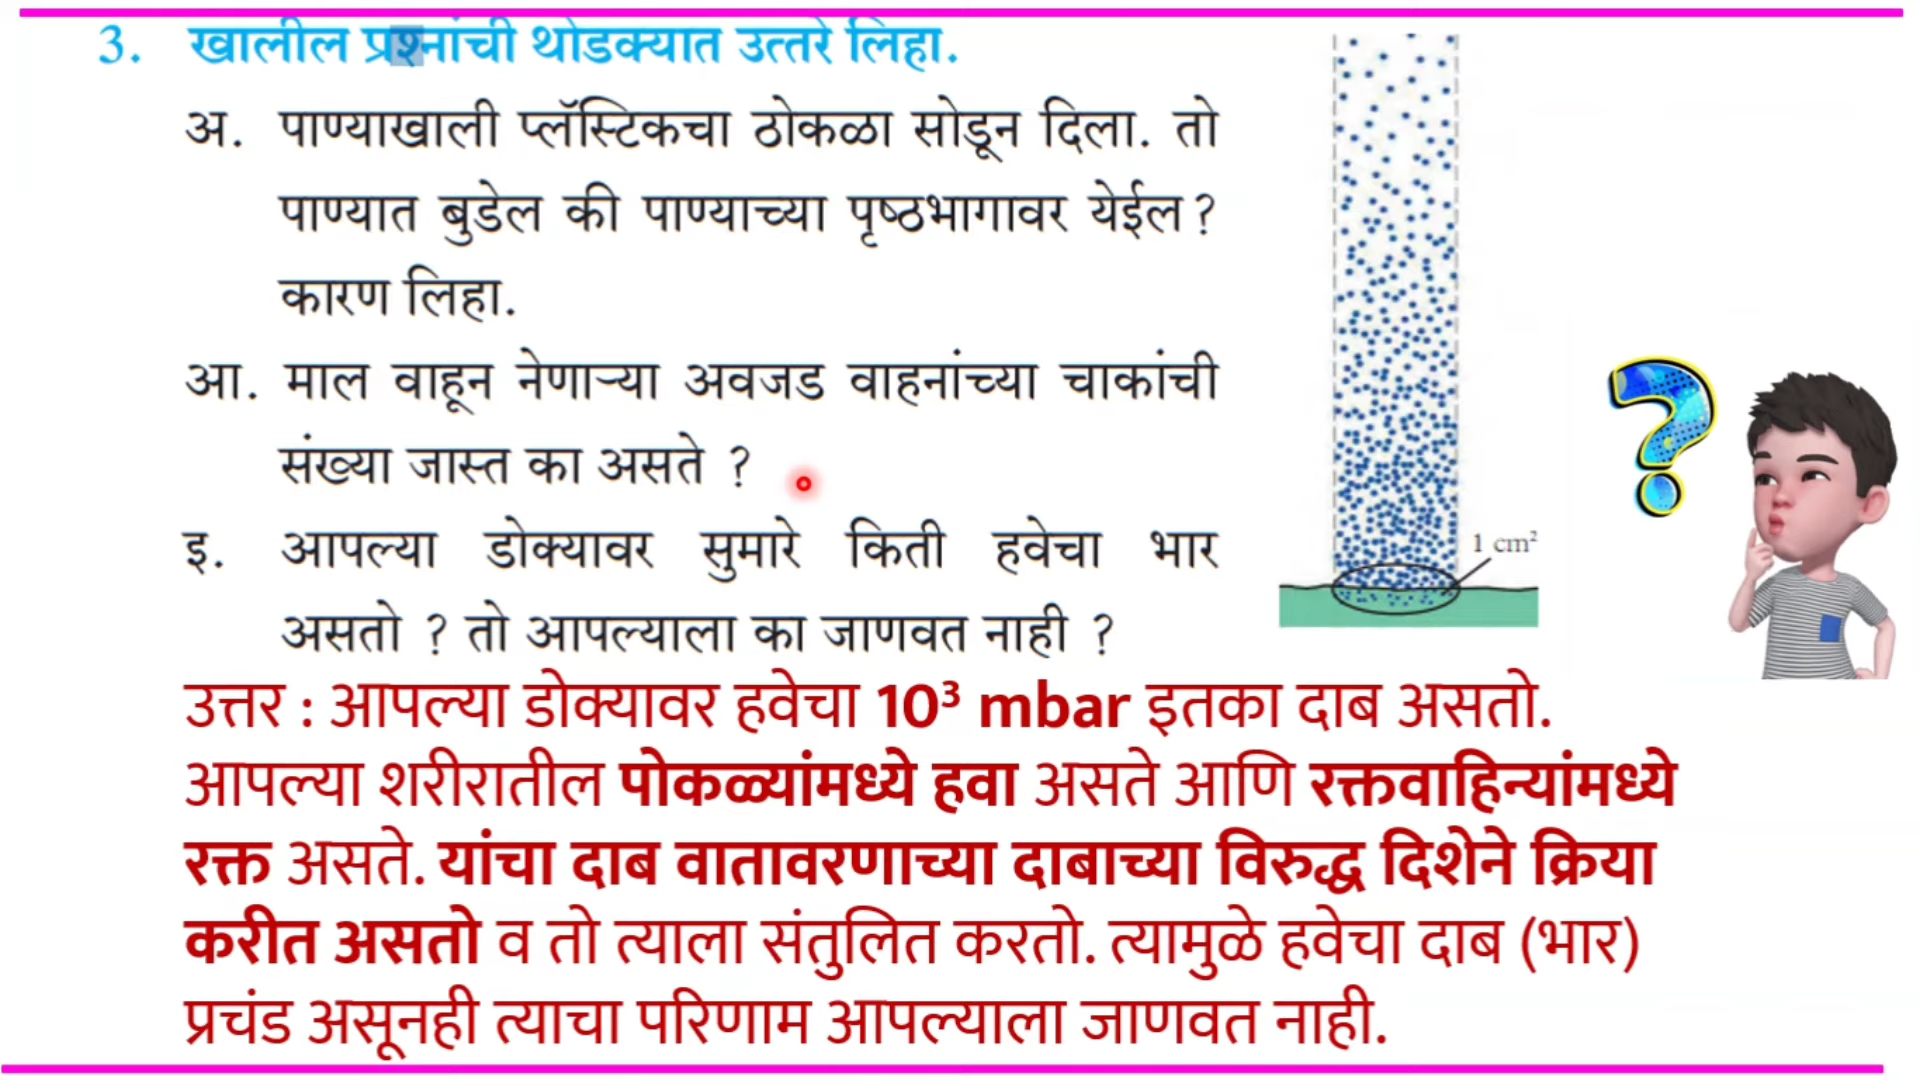 3. खालील प्रश्नांची थोडक्यात उत्तरे लिहा.
अ. पाण्याखाली प्लॅस्टिकचा ठोकळा सोडून दिला. तो
पाण्यात बुडेल की पाण्याच्या पृष्ठभागावर येईल ?
कारण लिहा.
आ. माल वाहून नेणाऱ्या अवजड वाहनांच्या चाकांची
संख्या जास्त का असते ?
इ. आपल्या डोक्यावर सुमारे किती हवेचा भार
असतो ? तो आपल्याला का जाणवत नाही ?
1 cm²
उत्तर : आपल्या डोक्यावर हवेचा 10³ mbar इतका दाब असतो.
आपल्या शरीरातील पोकळ्यांमध्ये हवा असते आणि रक्तवाहिन्यांमध्ये
रक्त असते. यांचा दाब वातावरणाच्या दाबाच्या विरुद्ध दिशेने क्रिया
करीत असतो व तो त्याला संतुलित करतो. त्यामुळे हवेचा दाब (भार)
प्रचंड असूनही त्याचा परिणाम आपल्याला जाणवत नाही.